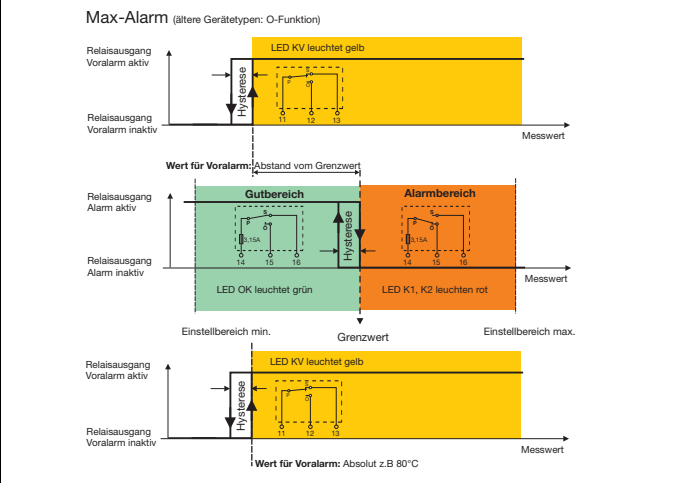 Max-Alarm (ältere Gerätetypen: O-Funktion)
LED KV leuchtet gelb
Relaisausgang
Voralarm aktiv
Hysterese
S
P
Ö
11 12 13
Relaisausgang
Voralarm inaktiv
Messwert
Wert für Voralarm: Abstand vom Grenzwert
Gutbereich
Alarmbereich
Relaisausgang
Alarm aktiv
Hysterese
S
P
Ö
3,15A
14 15 16
S
P
Ö
3,15A
14 15 16
Relaisausgang
Alarm inaktiv
Messwert
LED OK leuchtet grün
LED K1, K2 leuchten rot
Einstellbereich min.
Grenzwert
Einstellbereich max.
LED KV leuchtet gelb
Relaisausgang
Voralarm aktiv
Hysterese
S
P
Ö
11 12 13
Relaisausgang
Voralarm inaktiv
Messwert
Wert für Voralarm: Absolut z.B 80°C